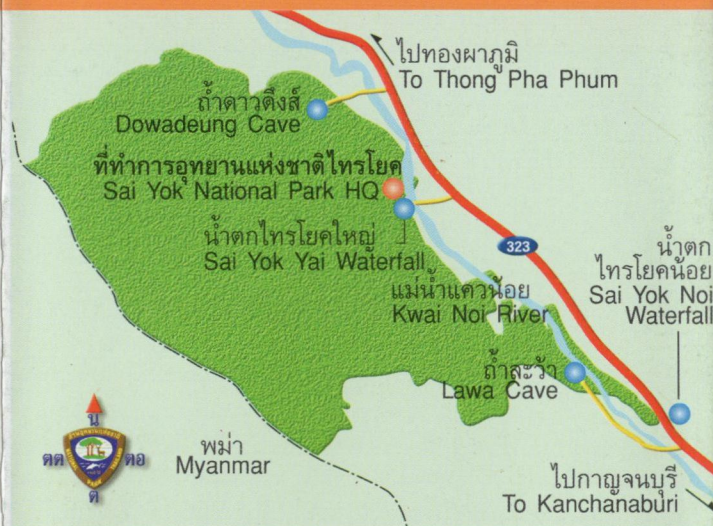 ไปทองผาภูมิ
To Thong Pha Phum
ถ้ำดาวดึงส์
Dowadeung Cave
ที่ทำการอุทยานแห่งชาติไทรโยค
Sai Yok National Park HQ
น้ำตกไทรโยคใหญ่
Sai Yok Yai Waterfall
323
น้ำตก
ไทรโยคน้อย
Sai Yok Noi
Waterfall
แม่น้ำแควน้อย
Kwai Noi River
ถ้ำละว้า
Lawa Cave
น
ตต
ตอ
ต
พม่า
Myanmar
ไปกาญจนบุรี
To Kanchanaburi